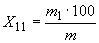 X₁₁ = m₁ · 100 / m